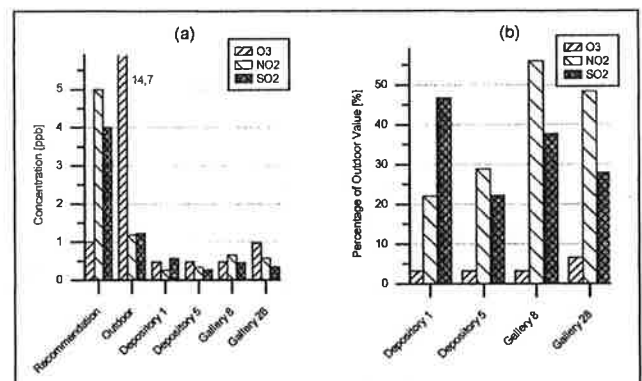 (a)
O3
NO2
SO2
14,7
Concentration [ppb]
5
4
3
2
1
0
Recommendation
Outdoor
Depository 1
Depository 5
Gallery 8
Gallery 28
(b)
O3
NO2
SO2
Percentage of Outdoor Value [%]
50
40
30
20
10
0
Depository 1
Depository 5
Gallery 8
Gallery 28